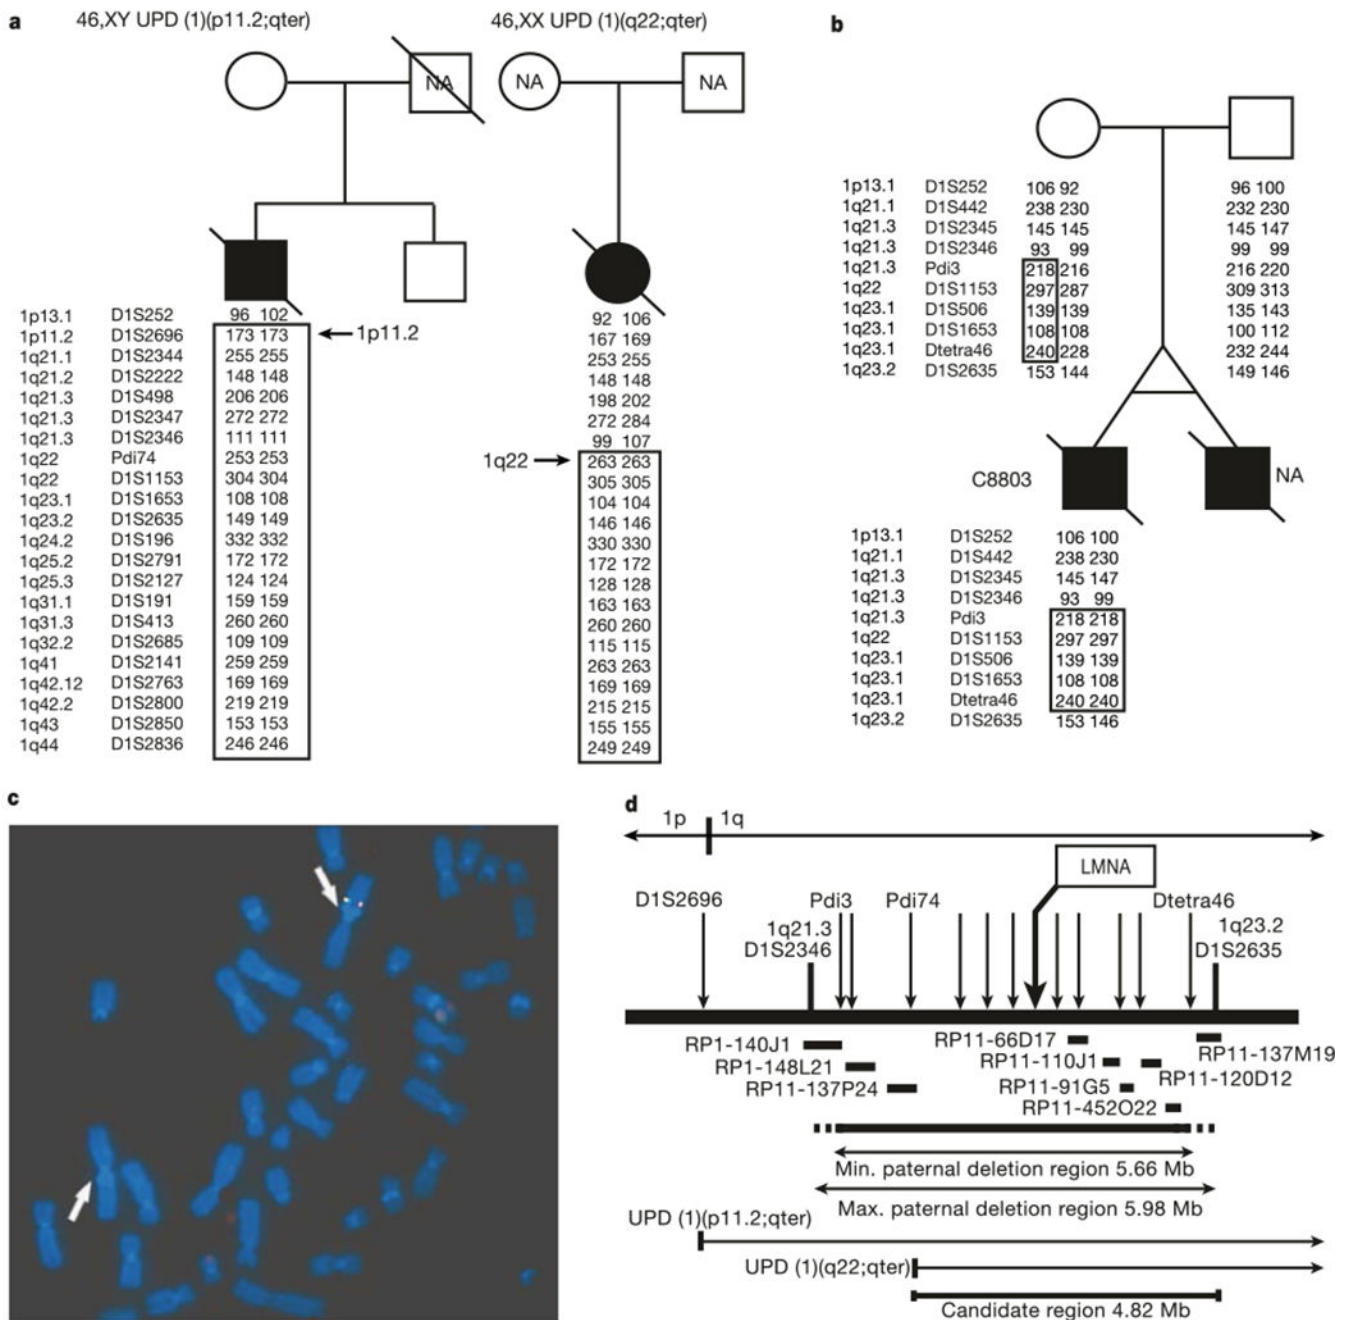 a
46,XY UPD (1)(p11.2;qter)
46,XX UPD (1)(q22;qter)
NA
NA
NA
1p13.1 D1S252 96 102
1p11.2 D1S2696 173 173
1q21.1 D1S2344 255 255
1q21.2 D1S2222 148 148
1q21.3 D1S498 206 206
1q21.3 D1S2347 272 272
1q21.3 D1S2346 111 111
1q22 Pdi74 253 253
1q22 D1S1153 304 304
1q23.1 D1S1653 108 108
1q23.2 D1S2635 149 149
1q24.2 D1S196 332 332
1q25.2 D1S2791 172 172
1q25.3 D1S2127 124 124
1q31.1 D1S191 159 159
1q31.3 D1S413 260 260
1q32.2 D1S2685 109 109
1q41 D1S2141 259 259
1q42.12 D1S2763 169 169
1q42.2 D1S2800 219 219
1q43 D1S2850 153 153
1q44 D1S2836 246 246
1p11.2
92 106
167 169
253 255
148 148
198 202
272 284
99 107
1q22
263 263
305 305
104 104
146 146
330 330
172 172
128 128
163 163
260 260
115 115
263 263
169 169
215 215
155 155
249 249
b
1p13.1 D1S252 106 92 96 100
1q21.1 D1S442 238 230 232 230
1q21.3 D1S2345 145 145 145 147
1q21.3 D1S2346 93 99 99 99
1q21.3 Pdi3 218 216 216 220
1q22 D1S1153 297 287 309 313
1q23.1 D1S506 139 139 135 143
1q23.1 D1S1653 108 108 100 112
1q23.1 Dtetra46 240 228 232 244
1q23.2 D1S2635 153 144 149 146
C8803
NA
1p13.1 D1S252 106 100
1q21.1 D1S442 238 230
1q21.3 D1S2345 145 147
1q21.3 D1S2346 93 99
1q21.3 Pdi3 218 218
1q22 D1S1153 297 297
1q23.1 D1S506 139 139
1q23.1 D1S1653 108 108
1q23.1 Dtetra46 240 240
1q23.2 D1S2635 153 146
c
d
1p 1q
LMNA
D1S2696 Pdi3 Pdi74 Dtetra46
1q21.3 1q23.2
D1S2346 D1S2635
RP1-140J1 RP11-66D17 RP11-137M19
RP1-148L21 RP11-110J1 RP11-120D12
RP11-137P24 RP11-91G5
RP11-452O22
Min. paternal deletion region 5.66 Mb
Max. paternal deletion region 5.98 Mb
UPD (1)(p11.2;qter)
UPD (1)(q22;qter)
Candidate region 4.82 Mb